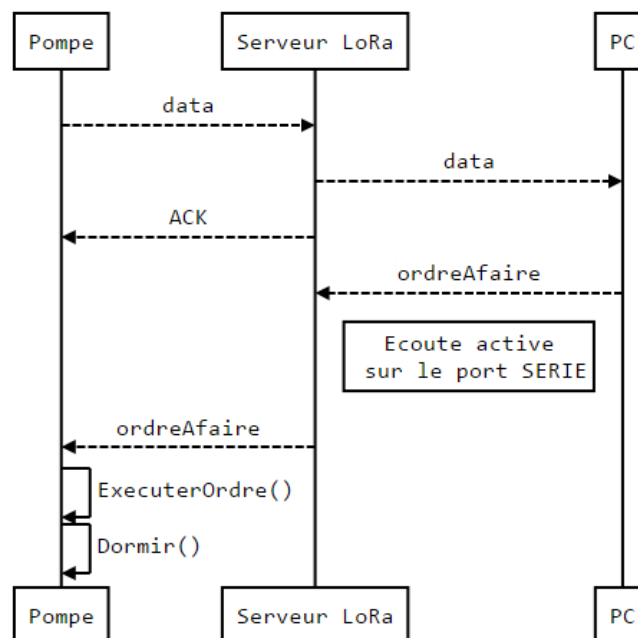 Pompe
Serveur LoRa
PC
data
data
ACK
ordreAfaire
Ecoute active
sur le port SERIE
ordreAfaire
ExecuterOrdre()
Dormir()
Pompe
Serveur LoRa
PC